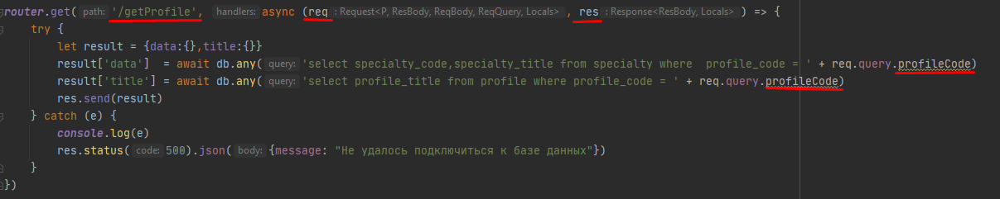 router.get( path: '/getProfile', handlers: async (req : Request<P, ResBody, ReqBody, ReqQuery, Locals> , res : Response<ResBody, Locals> ) => {
try {
let result = {data:{},title:{}}
result['data']  = await db.any( query: 'select specialty_code,specialty_title from specialty where  profile_code = ' + req.query.profileCode)
result['title'] = await db.any( query: 'select profile_title from profile where profile_code = ' + req.query.profileCode)
res.send(result)
} catch (e) {
console.log(e)
res.status( code: 500).json( body: {message: "Не удалось подключиться к базе данных"})
}
})